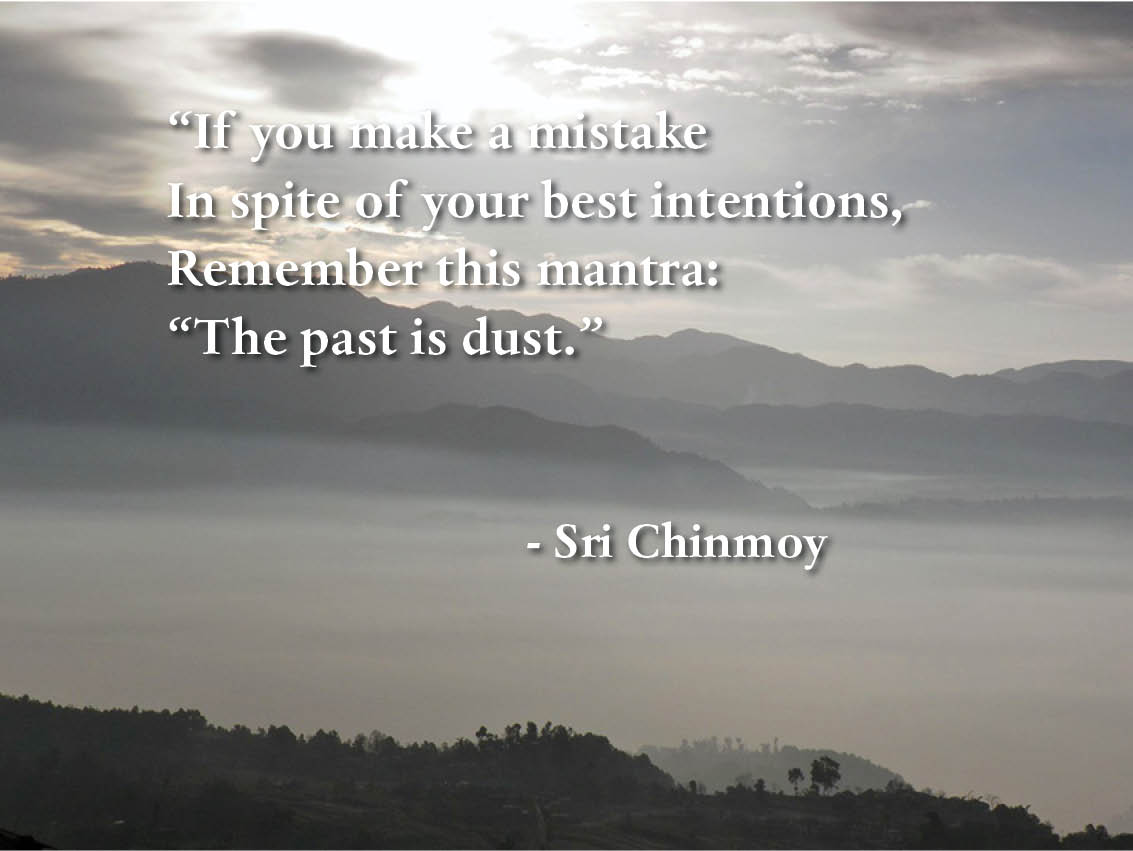 “If you make a mistake
In spite of your best intentions,
Remember this mantra:
“The past is dust.”
- Sri Chinmoy